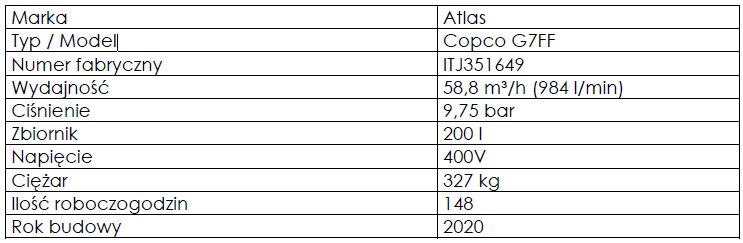 Marka Atlas
Typ / Model Copco G7FF
Numer fabryczny ITJ351649
Wydajność 58,8 m³/h (984 l/min)
Ciśnienie 9,75 bar
Zbiornik 200 l
Napięcie 400V
Ciężar 327 kg
Ilość roboczogodzin 148
Rok budowy 2020